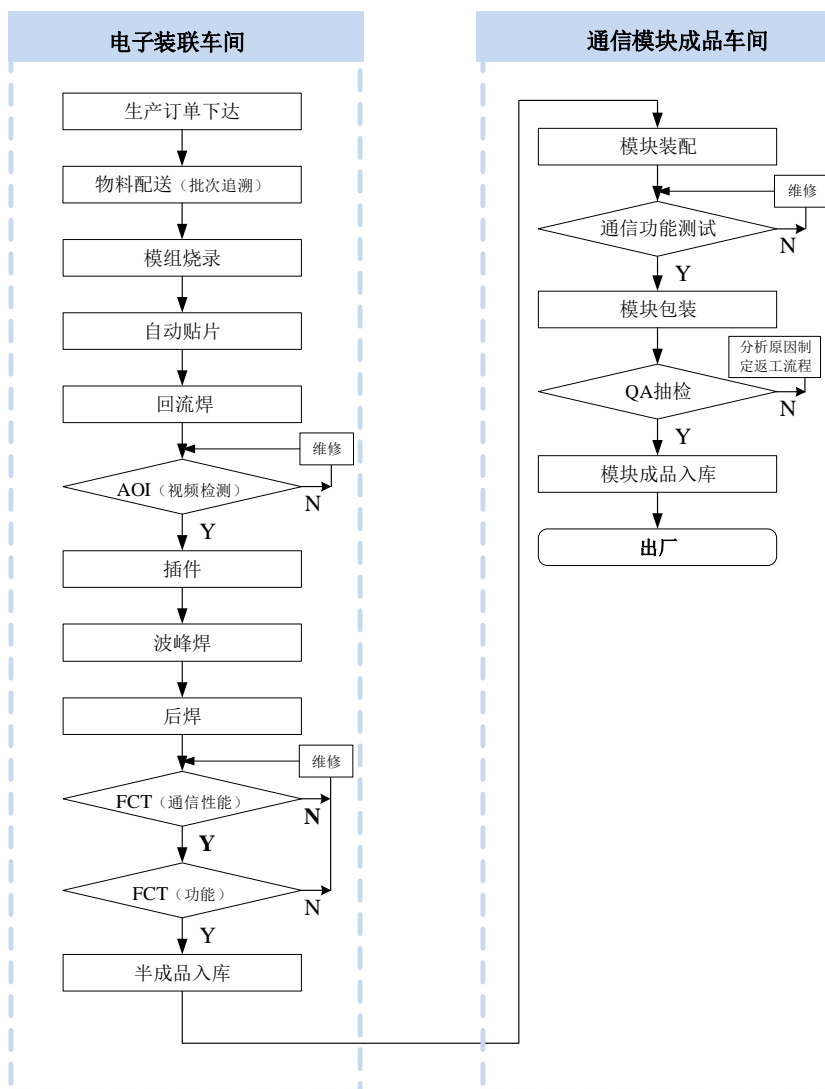 电子装联车间
生产订单下达
物料配送（批次追溯）
模组烧录
自动贴片
回流焊
维修
AOI（视频检测）
N
Y
插件
波峰焊
后焊
维修
FCT（通信性能）
N
Y
FCT（功能）
N
Y
半成品入库
通信模块成品车间
模块装配
维修
通信功能测试
N
Y
模块包装
分析原因制
定返工流程
QA抽检
N
Y
模块成品入库
出厂